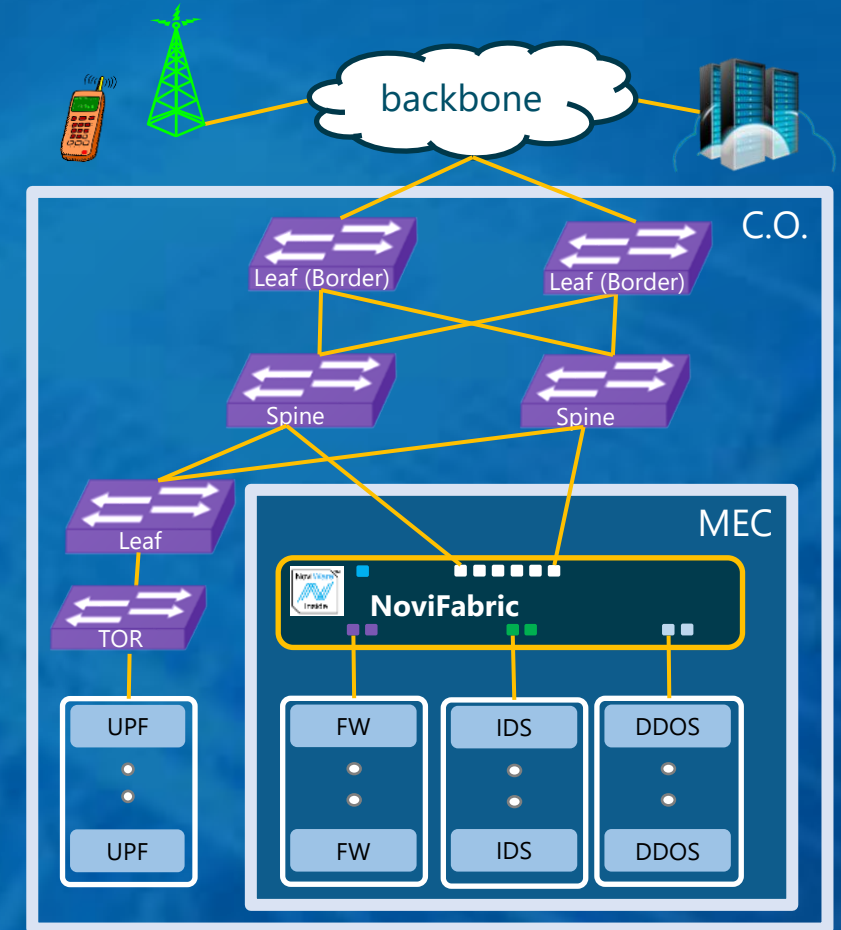 backbone
C.O.
Leaf (Border)
Leaf (Border)
Spine
Spine
Leaf
MEC
NoviFabric
TOR
UPF
FW
IDS
DDOS
UPF
FW
IDS
DDOS